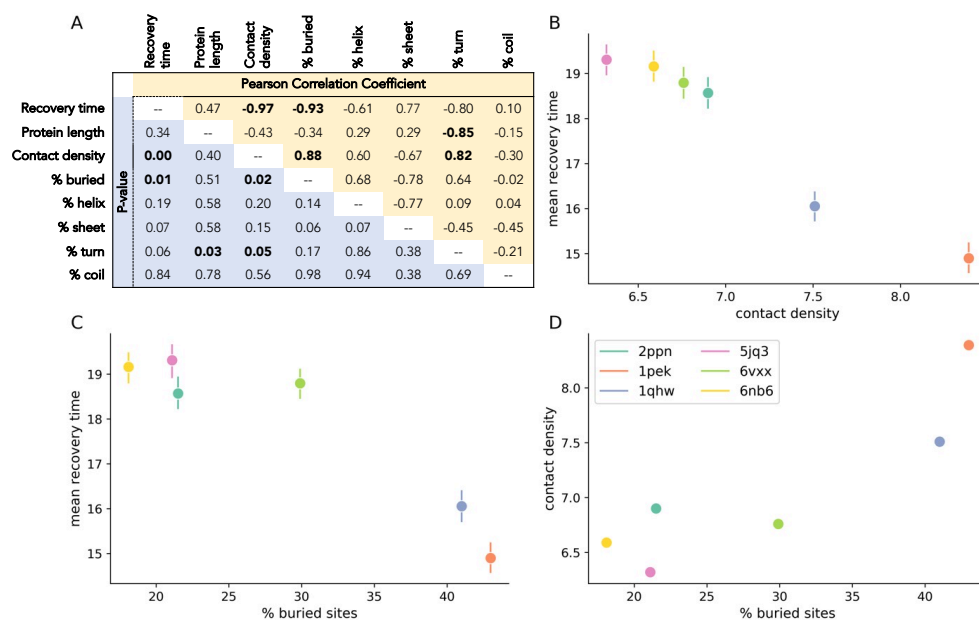 A
Recovery time
Protein length
Contact density
% buried
% helix
% sheet
% turn
% coil
Pearson Correlation Coefficient
P-value
Recovery time -- 0.47 -0.97 -0.93 -0.61 0.77 -0.80 0.10
Protein length 0.34 -- -0.43 -0.34 0.29 0.29 -0.85 -0.15
Contact density 0.00 0.40 -- 0.88 0.60 -0.67 0.82 -0.30
% buried 0.01 0.51 0.02 -- 0.68 -0.78 0.64 -0.02
% helix 0.19 0.58 0.20 0.14 -- -0.77 0.09 0.04
% sheet 0.07 0.58 0.15 0.06 0.07 -- -0.45 -0.45
% turn 0.06 0.03 0.05 0.17 0.86 0.38 -- -0.21
% coil 0.84 0.78 0.56 0.98 0.94 0.38 0.69 --
B
mean recovery time
19
18
17
16
15
6.5 7.0 7.5 8.0
contact density
C
mean recovery time
19
18
17
16
15
20 25 30 35 40
% buried sites
D
2ppn 5jq3
1pek 6vxx
1qhw 6nb6
contact density
8.0
7.5
7.0
6.5
20 25 30 35 40
% buried sites